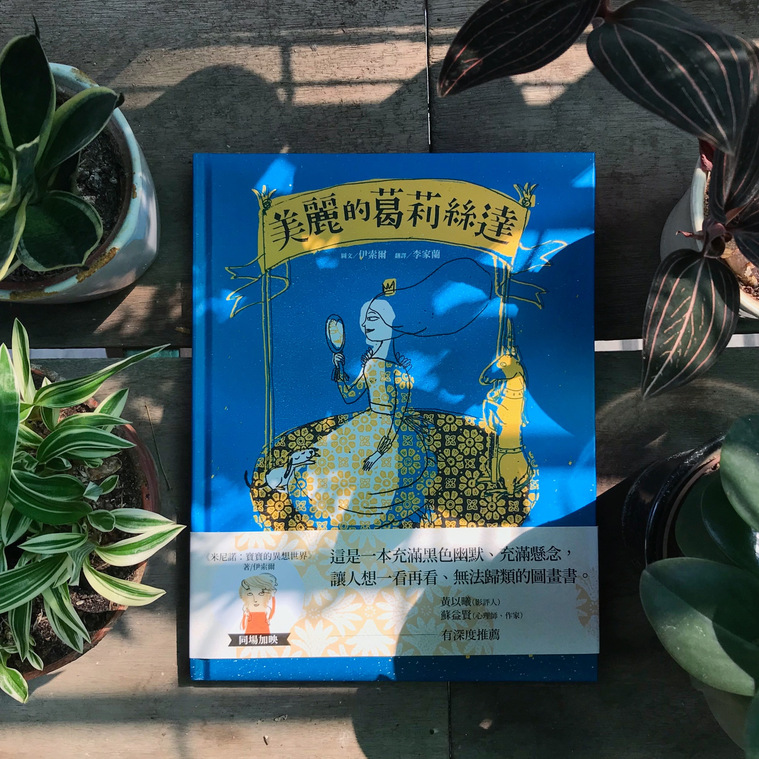 美麗的葛莉絲達
圖文／伊索爾　翻譯／李家蘭
《米尼諾：寶寶的異想世界》
著/伊索爾
同場加映
這是一本充滿黑色幽默、充滿懸念，
讓人想一看再看、無法歸類的圖畫書。
黃以曦(影評人)
蘇益賢(心理師、作家)
有深度推薦